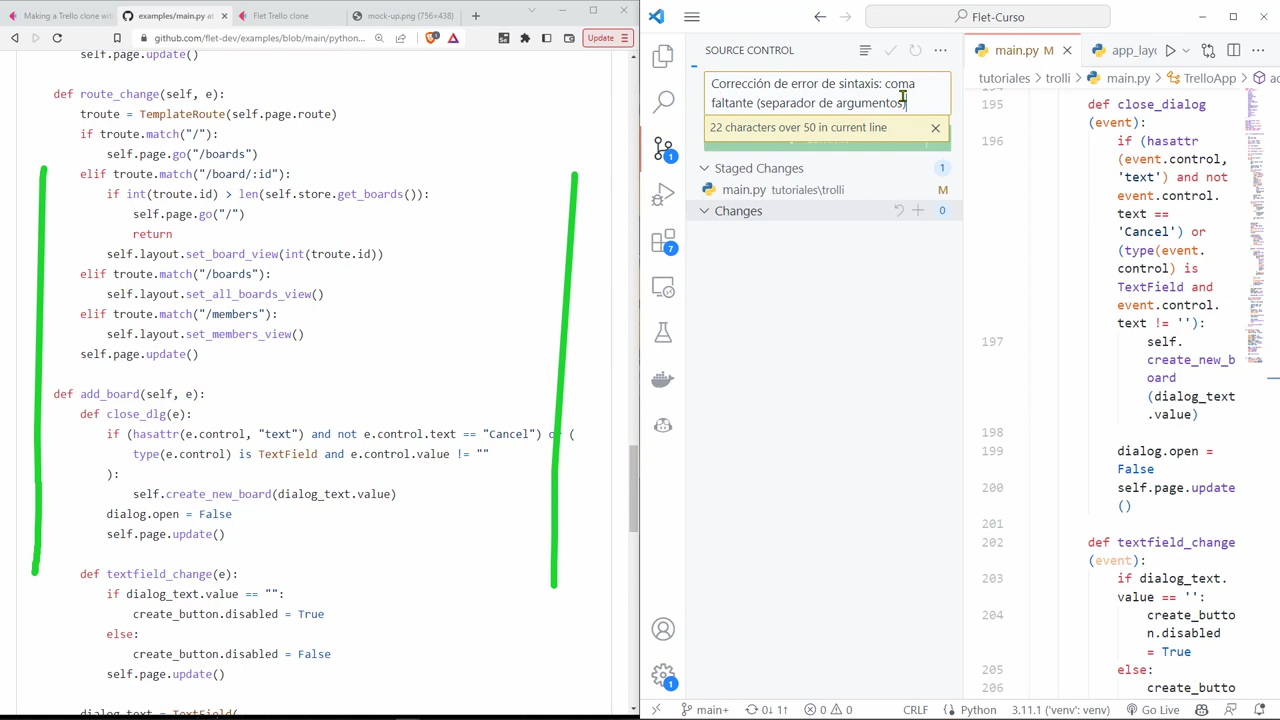 Making a Trello clone with
examples/main.py at
Flet Trello clone
mock-up.png (756×438)
github.com/flet-dev/examples/blob/main/python...
Update
self.page.update()
def route_change(self, e):
troute = TemplateRoute(self.page.route)
if troute.match("/"):
self.page.go("/boards")
elif troute.match("/board/:id"):
if int(troute.id) > len(self.store.get_boards()):
self.page.go("/")
return
self.layout.set_board_view(int(troute.id))
elif troute.match("/boards"):
self.layout.set_all_boards_view()
elif troute.match("/members"):
self.layout.set_members_view()
self.page.update()
def add_board(self, e):
def close_dlg(e):
if (hasattr(e.control, "text") and not e.control.text == "Cancel") or (
type(e.control) is TextField and e.control.value != ""
):
self.create_new_board(dialog_text.value)
dialog.open = False
self.page.update()
def textfield_change(e):
if dialog_text.value == "":
create_button.disabled = True
else:
create_button.disabled = False
self.page.update()
dialog_text = TextField(
Flet-Curso
SOURCE CONTROL
Corrección de error de sintaxis: coma
faltante (separador de argumentos)
characters over 50 in current line
aged Changes
1
main.py tutoriales\trolli
M
Changes
0
1
7
1
main.py M
app_layo
tutoriales
trolli
main.py
TrelloApp
195
def close_dialog
(event):
196
if (hasattr
(event.control,
'text') and not
event.control.
text ==
'Cancel') or
(type(event.
control) is
TextField and
event.control.
text != ''):
197
self.
create_new_b
oard
(dialog_text
.value)
198
199
dialog.open =
False
200
self.page.update
()
201
202
def textfield_change
(event):
203
if dialog_text.
value == '':
204
create_butto
n.disabled
= True
205
else:
206
create_butto
main+
0↓ 1↑
0
0
CRLF
Python
3.11.1 ('venv': venv)
Go Live